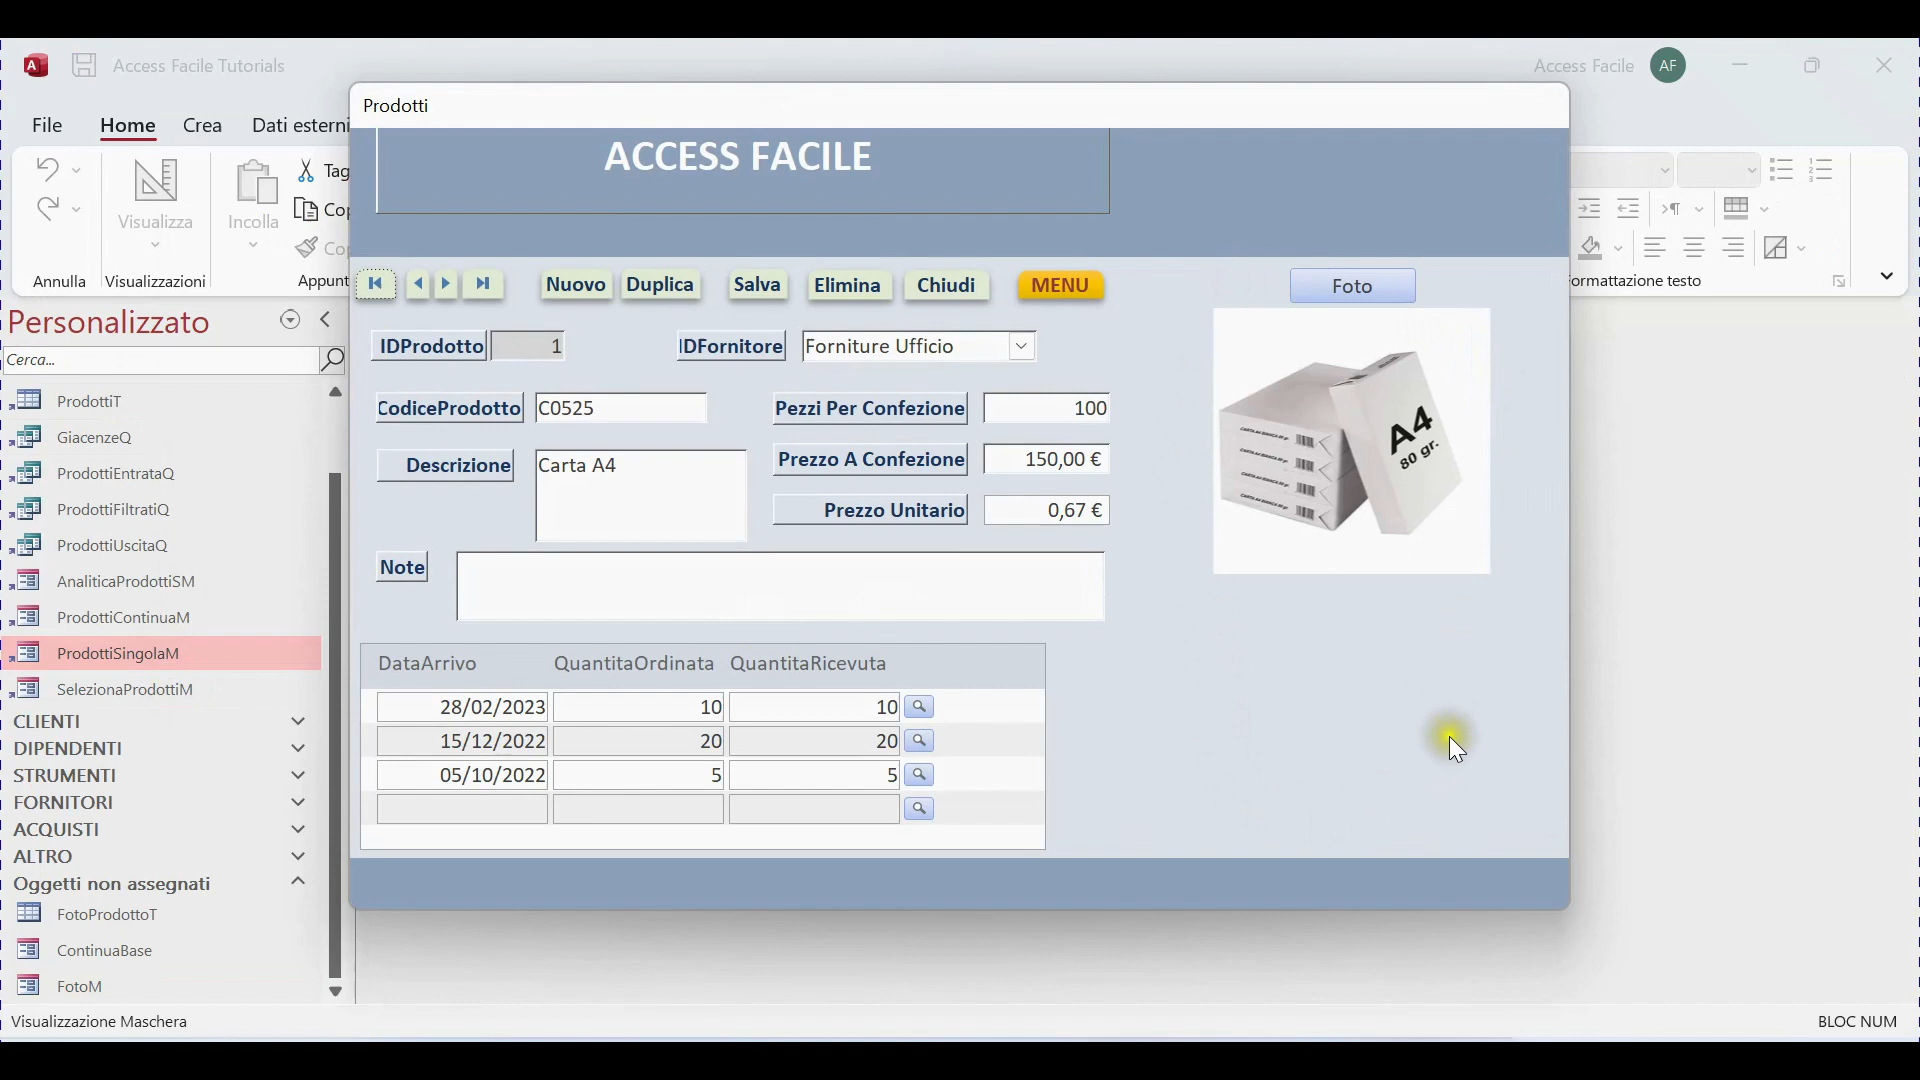 Access Facile Tutorials
Access Facile AF
File Home Crea Dati esterni
Visualizza
Incolla
Tag
Cop
Co
Annulla Visualizzazioni Appunt
Formattazione testo
Prodotti
ACCESS FACILE
Nuovo Duplica Salva Elimina Chiudi MENU
Foto
IDProdotto 1 IDFornitore Forniture Ufficio
CodiceProdotto C0525 Pezzi Per Confezione 100
Descrizione Carta A4 Prezzo A Confezione 150,00 €
Prezzo Unitario 0,67 €
Note
A4
80 gr.
DataArrivo QuantitaOrdinata QuantitaRicevuta
28/02/2023 10 10
15/12/2022 20 20
05/10/2022 5 5
Personalizzato
Cerca...
ProdottiT
GiacenzeQ
ProdottiEntrataQ
ProdottiFiltratiQ
ProdottiUscitaQ
AnaliticaProdottiSM
ProdottiContinuaM
ProdottiSingolaM
SelezionaProdottiM
CLIENTI
DIPENDENTI
STRUMENTI
FORNITORI
ACQUISTI
ALTRO
Oggetti non assegnati
FotoProdottoT
ContinuaBase
FotoM
Visualizzazione Maschera
BLOC NUM